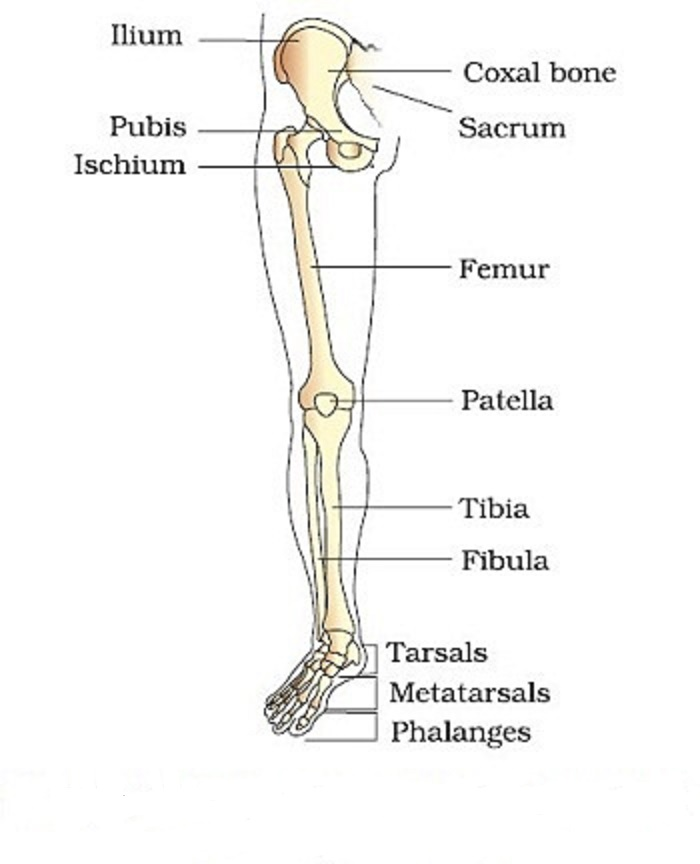 Ilium
Coxal bone
Sacrum
Pubis
Ischium
Femur
Patella
Tibia
Fibula
Tarsals
Metatarsals
Phalanges